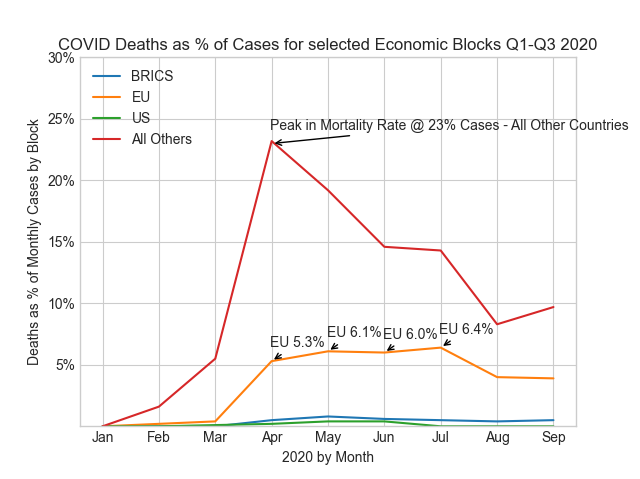 COVID Deaths as % of Cases for selected Economic Blocks Q1-Q3 2020
30%
BRICS
EU
US
All Others
25%
Peak in Mortality Rate @ 23% Cases - All Other Countries
20%
15%
10%
5%
Deaths as % of Monthly Cases by Block
EU 5.3%
EU 6.1%
EU 6.0%
EU 6.4%
Jan Feb Mar Apr May Jun Jul Aug Sep
2020 by Month